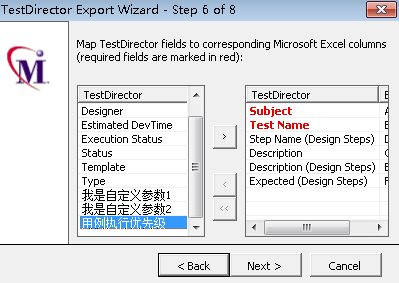 TestDirector Export Wizard - Step 6 of 8
Map TestDirector fields to corresponding Microsoft Excel columns
(required fields are marked in red):
TestDirector
Designer
Estimated DevTime
Execution Status
Status
Template
Type
我是自定义参数1
我是自定义参数2
用例执行优先级
>
<
<<
TestDirector
Subject
Test Name
Step Name (Design Steps)
Description
Description (Design Steps)
Expected (Design Steps)
< Back
Next >
Cancel